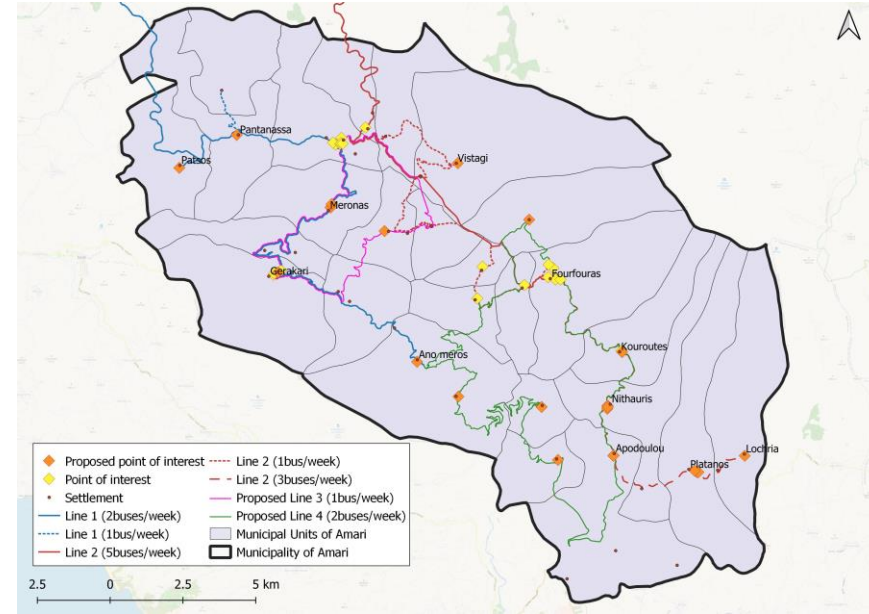 Pantanassa
Patsos
Vistagi
Meronas
Gerakari
Fourfouras
Kouroutes
Ano meros
Nithauris
Apodoulou
Lochria
Platanos
Proposed point of interest
Point of interest
Settlement
Line 1 (2buses/week)
Line 1 (1bus/week)
Line 2 (5buses/week)
Line 2 (1bus/week)
Line 2 (3buses/week)
Proposed Line 3 (1bus/week)
Proposed Line 4 (2buses/week)
Municipal Units of Amari
Municipality of Amari
2.5 0 2.5 5 km